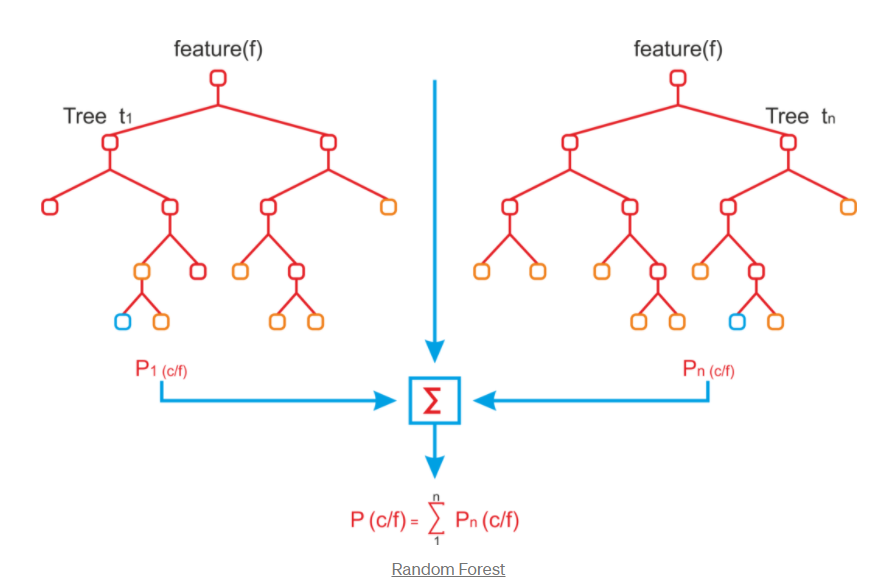 feature(f)
feature(f)
Tree t1
Tree tn
P1 (c/f)
Pn (c/f)
Σ
n
P (c/f) = ∑ Pn (c/f)
1
Random Forest